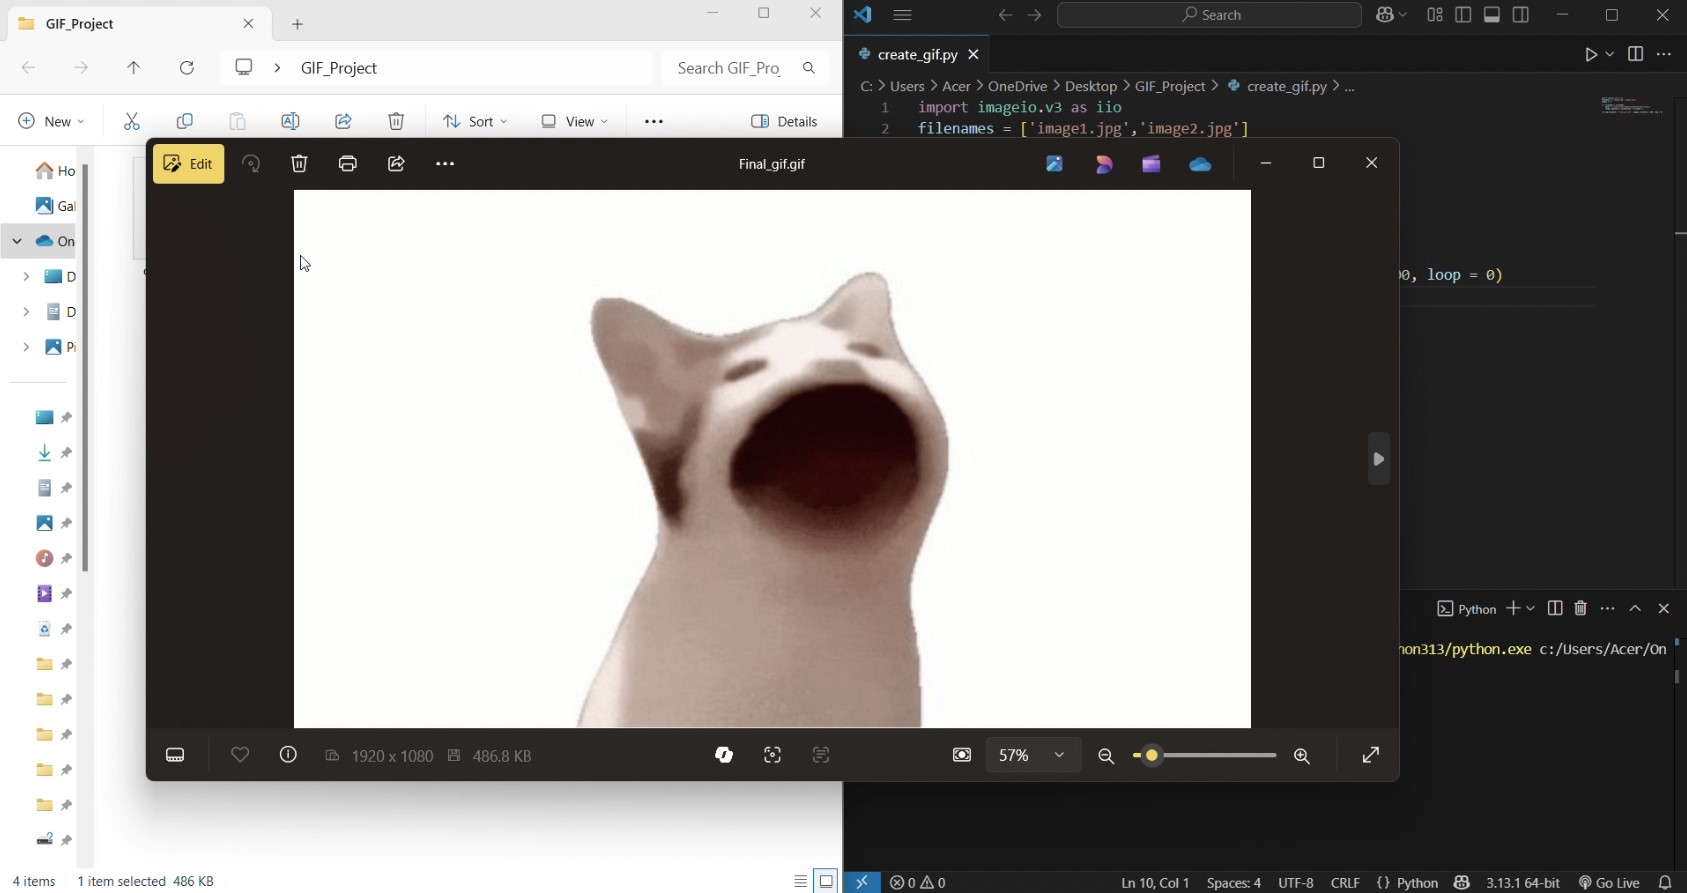 GIF_Project
GIF_Project
Search GIF_Pro
New
Sort
View
Details
Ho
Gal
On
D
D
Pi
4 items
1 item selected 486 KB
Search
create_gif.py
C: > Users > Acer > OneDrive > Desktop > GIF_Project > create_gif.py > ...
1 import imageio.v3 as iio
2 filenames = ['image1.jpg','image2.jpg']
Edit
Final_gif.gif
1920 x 1080
486.8 KB
57%
00, loop = 0)
Python
hon313/python.exe c:/Users/Acer/On
0 0
Ln 10, Col 1
Spaces: 4
UTF-8
CRLF
{} Python
3.13.1 64-bit
Go Live